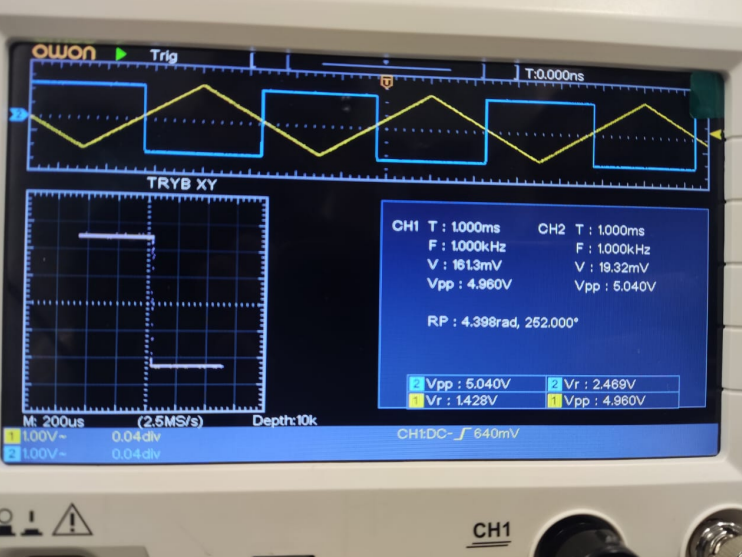 owon Trig
T:0.000ns
T
2
TRYB XY
CH1 T : 1.000ms CH2 T : 1.000ms
F : 1.000kHz F : 1.000kHz
V : 161.3mV V : 19.32mV
Vpp : 4.960V Vpp : 5.040V
RP : 4.398rad, 252.000°
2 Vpp : 5.040V 2 Vr : 2.469V
1 Vr : 1.428V 1 Vpp : 4.960V
M: 200us (2.5MS/s) Depth:10k
1 1.00V~ 0.04div CH1:DC- 640mV
2 1.00V~ 0.04div
CH1